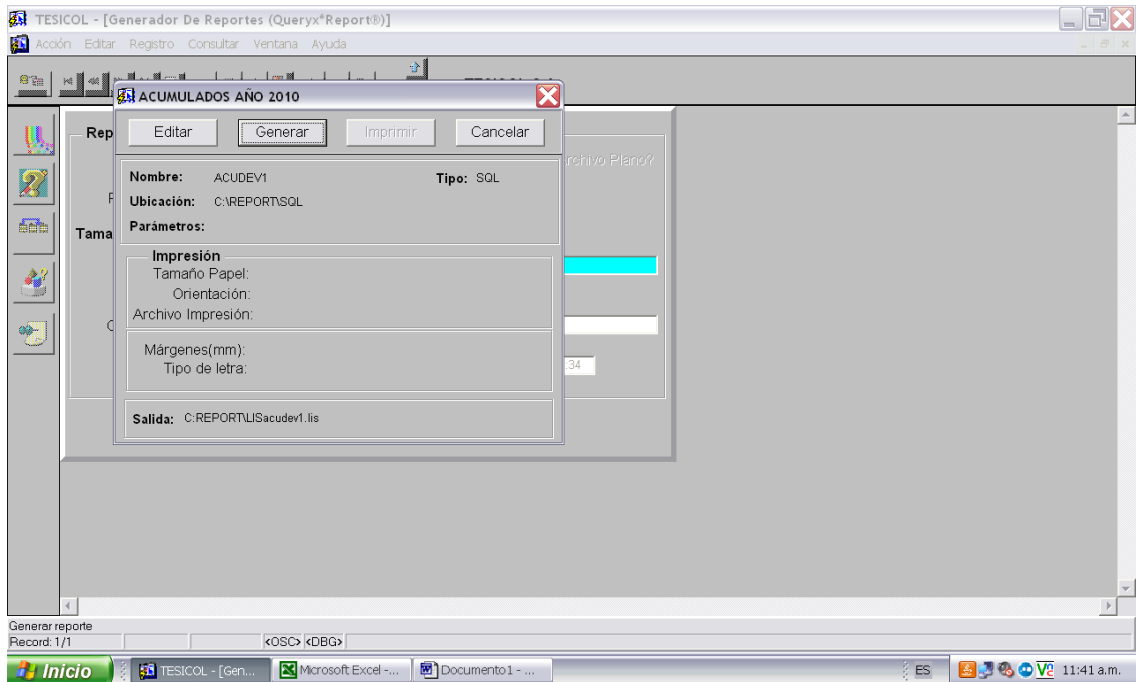 TESICOL - [Generador De Reportes (Queryx*Report®)]
Acción Editar Registro Consultar Ventana Ayuda
ACUMULADOS AÑO 2010
Editar Generar Imprimir Cancelar
Rep
Archivo Plano?
Nombre: ACUDEV1 Tipo: SQL
Ubicación: C:\REPORT\SQL
Parámetros:
Tama
Impresión
Tamaño Papel:
Orientación:
Archivo Impresión:
Márgenes(mm):
Tipo de letra:
.34
Salida: C:REPORT\LISacudev1.lis
Generar reporte
Record: 1/1 <OSC> <DBG>
Inicio TESICOL - [Gen... Microsoft Excel -... Documento1 - ... ES 11:41 a.m.